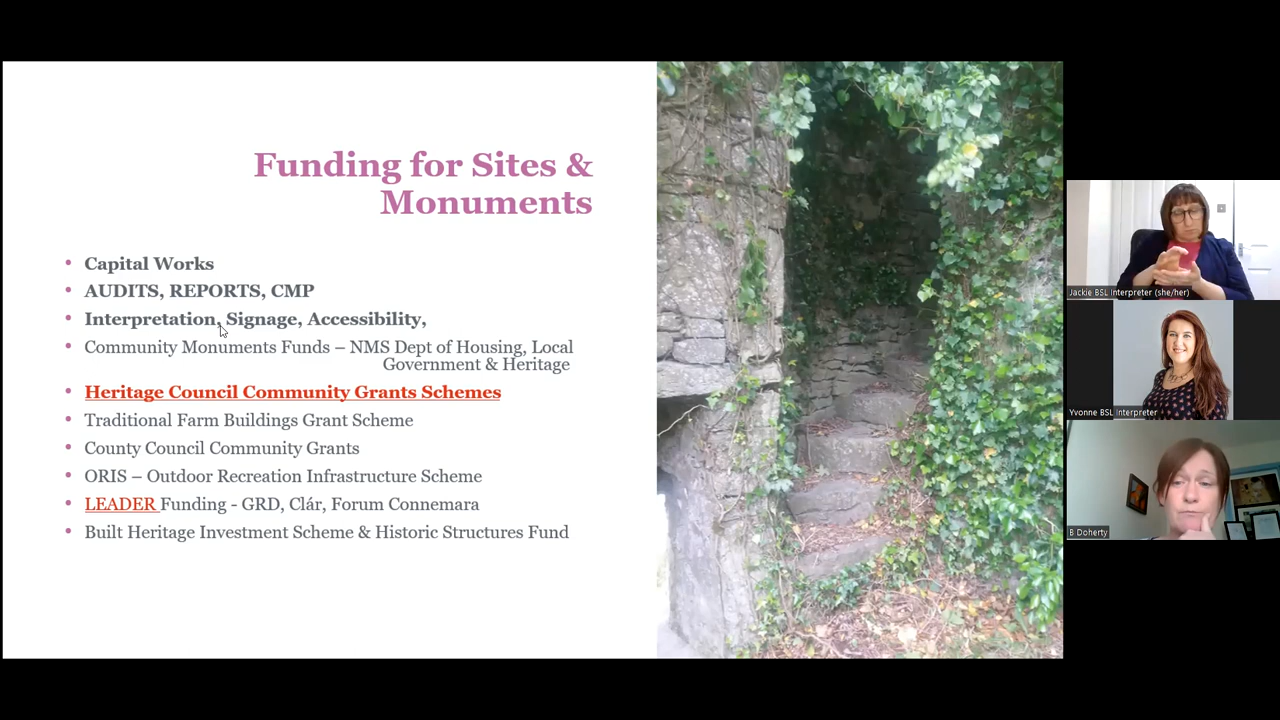 Funding for Sites &
Monuments
Capital Works
AUDITS, REPORTS, CMP
Interpretation, Signage, Accessibility,
Community Monuments Funds – NMS Dept of Housing, Local
Government & Heritage
Heritage Council Community Grants Schemes
Traditional Farm Buildings Grant Scheme
County Council Community Grants
ORIS – Outdoor Recreation Infrastructure Scheme
LEADER Funding - GRD, Clár, Forum Connemara
Built Heritage Investment Scheme & Historic Structures Fund
Jackie BSL Interpreter (she/her)
Yvonne BSL Interpreter
B Doherty